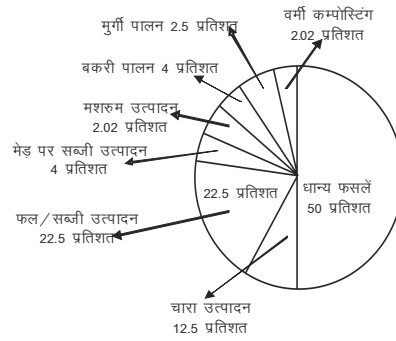 मुर्गी पालन 2.5 प्रतिशत
वर्मी कम्पोस्टिंग
2.02 प्रतिशत
बकरी पालन 4 प्रतिशत
मशरुम उत्पादन
2.02 प्रतिशत
मेड़ पर सब्जी उत्पादन
4 प्रतिशत
22.5 प्रतिशत
धान्य फसलें
50 प्रतिशत
फल/सब्जी उत्पादन
22.5 प्रतिशत
चारा उत्पादन
12.5 प्रतिशत